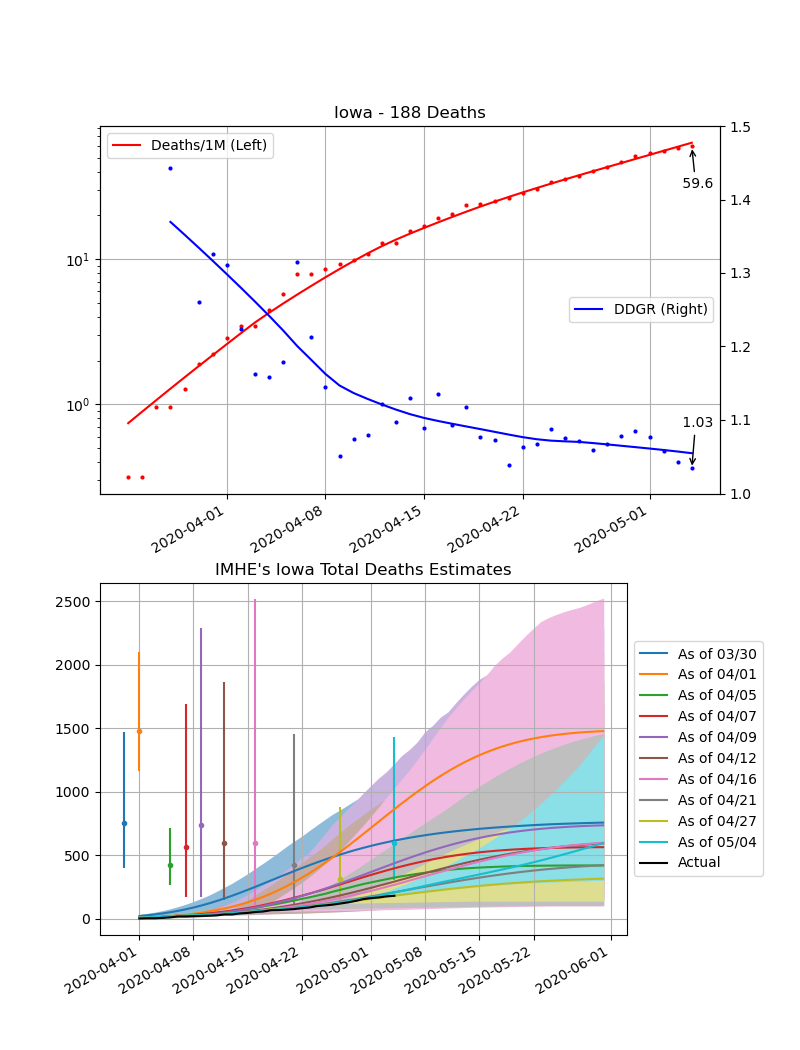 Iowa - 188 Deaths
Deaths/1M (Left)
DDGR (Right)
59.6
1.03
10^1
10^0
1.5
1.4
1.3
1.2
1.1
1.0
2020-04-01
2020-04-08
2020-04-15
2020-04-22
2020-05-01
IMHE's Iowa Total Deaths Estimates
2500
2000
1500
1000
500
0
2020-04-01
2020-04-08
2020-04-15
2020-04-22
2020-05-01
2020-05-08
2020-05-15
2020-05-22
2020-06-01
As of 03/30
As of 04/01
As of 04/05
As of 04/07
As of 04/09
As of 04/12
As of 04/16
As of 04/21
As of 04/27
As of 05/04
Actual